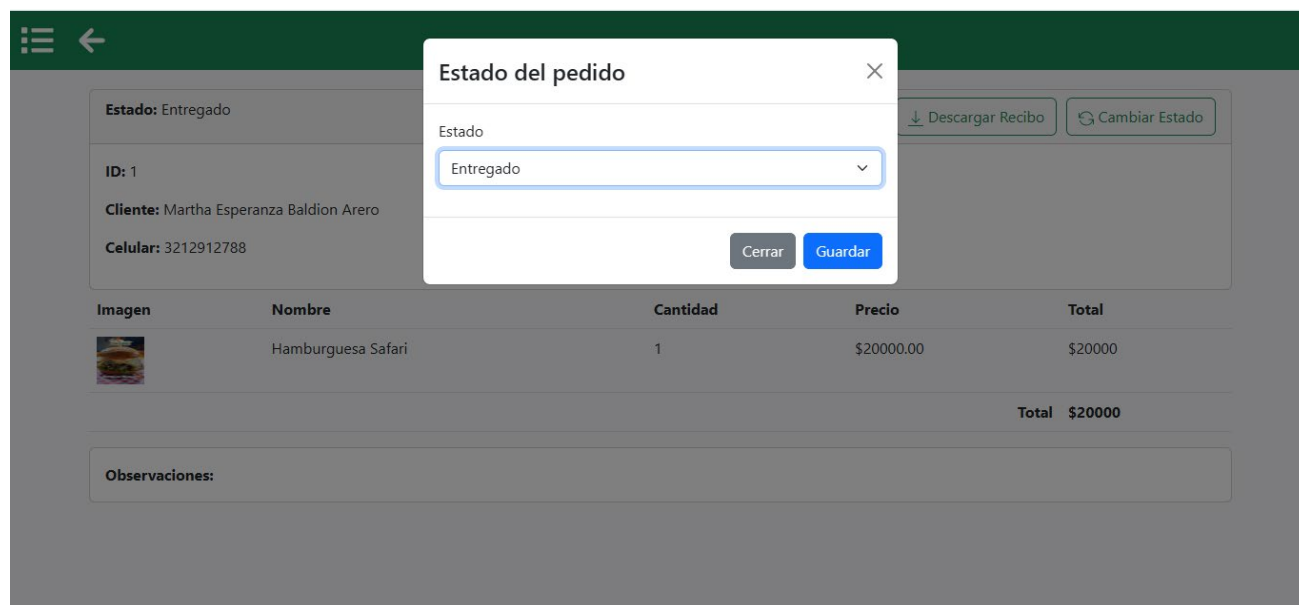 Estado del pedido
Estado: Entregado
Descargar Recibo
Cambiar Estado
Estado
Entregado
ID: 1
Cliente: Martha Esperanza Baldion Arero
Celular: 3212912788
Cerrar
Guardar
Imagen Nombre Cantidad Precio Total
Hamburguesa Safari 1 $20000.00 $20000
Total $20000
Observaciones: